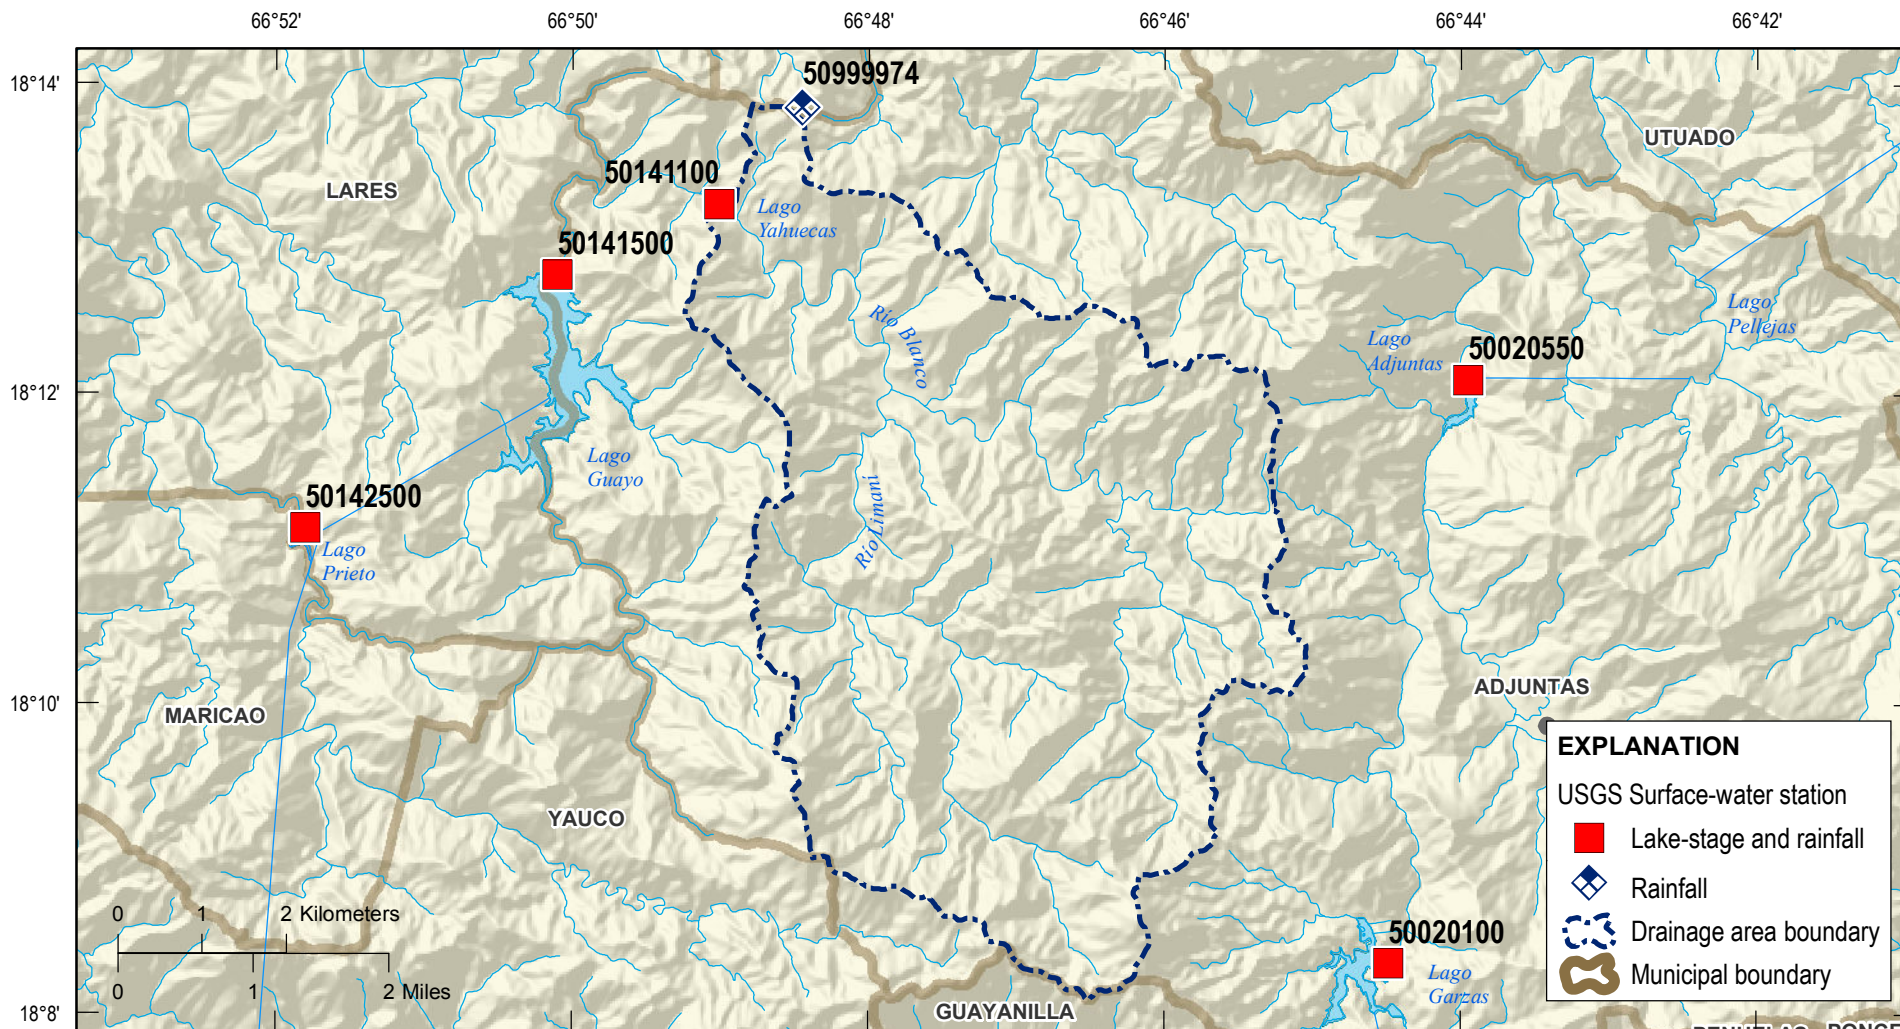 66°52' 66°50' 66°48' 66°46' 66°44' 66°42'
18°14'
50999974
UTUADO
50141100
LARES
Lago
Yahuecas
50141500
Lago
Pellejas
Río Blanco
Lago
Adjuntas
50020550
18°12'
Lago
Guayo
Río Limaní
50142500
Lago
Prieto
18°10'
ADJUNTAS
MARICAO
YAUCO
EXPLANATION
USGS Surface-water station
Lake-stage and rainfall
Rainfall
Drainage area boundary
Municipal boundary
0 1 2 Kilometers
0 1 2 Miles
50020100
Lago
Garzas
18°8'
GUAYANILLA